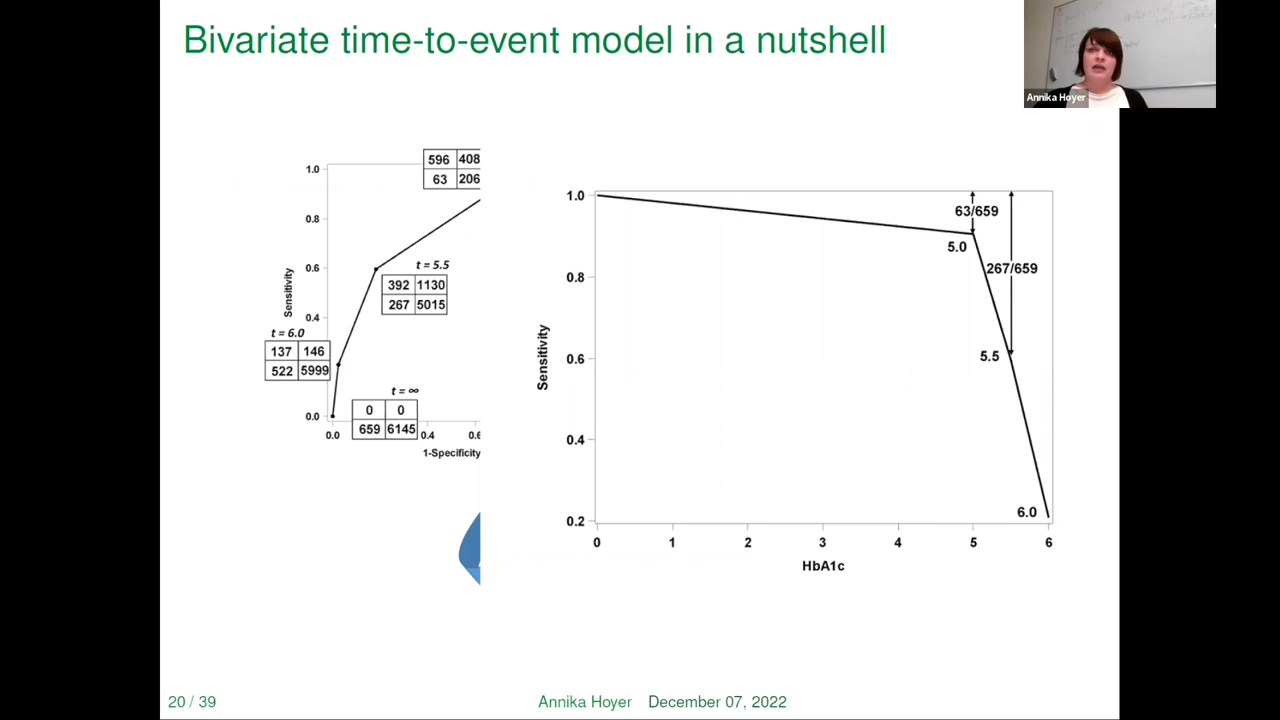 Bivariate time-to-event model in a nutshell
Annika Hoyer
596 408
63 206
1.0
0.8
0.6
0.4
0.0
Sensitivity
t = 5.5
392 1130
267 5015
t = 6.0
137 146
522 5999
t = ∞
0 0
659 6145
0.0 0.4 0.6
1-Specificity
1.0
0.8
0.6
0.4
0.2
Sensitivity
63/659
5.0
267/659
5.5
6.0
0 1 2 3 4 5 6
HbA1c
20 / 39
Annika Hoyer December 07, 2022